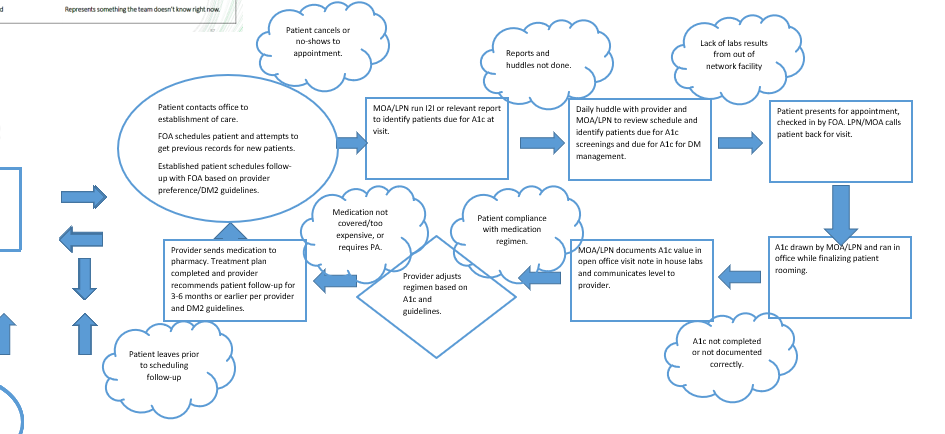 d
Represents something the team doesn't know right now.
Patient cancels or
no-shows to
appointment.
Reports and
huddles not done.
Lack of labs results
from out of
network facility
Patient contacts office to
establishment of care.
FOA schedules patient and attempts to
get previous records for new patients.
Established patient schedules follow-
up with FOA based on provider
preference/DM2 guidelines.
MOA/LPN run I2I or relevant report
to identify patients due for A1c at
visit.
Daily huddle with provider and
MOA/LPN to review schedule and
identify patients due for A1c
screenings and due for A1c for DM
management.
Patient presents for appointment,
checked in by FOA. LPN/MOA calls
patient back for visit.
Medication not
covered/too
expensive, or
requires PA.
Patient compliance
with medication
regimen.
Provider sends medication to
pharmacy. Treatment plan
completed and provider
recommends patient follow-up for
3-6 months or earlier per provider
and DM2 guidelines.
Provider adjusts
regimen based on
A1c and
guidelines.
MOA/LPN documents A1c value in
open office visit note in house labs
and communicates level to
provider.
A1c drawn by MOA/LPN and ran in
office while finalizing patient
rooming.
Patient leaves prior
to scheduling
follow-up
A1c not completed
or not documented
correctly.